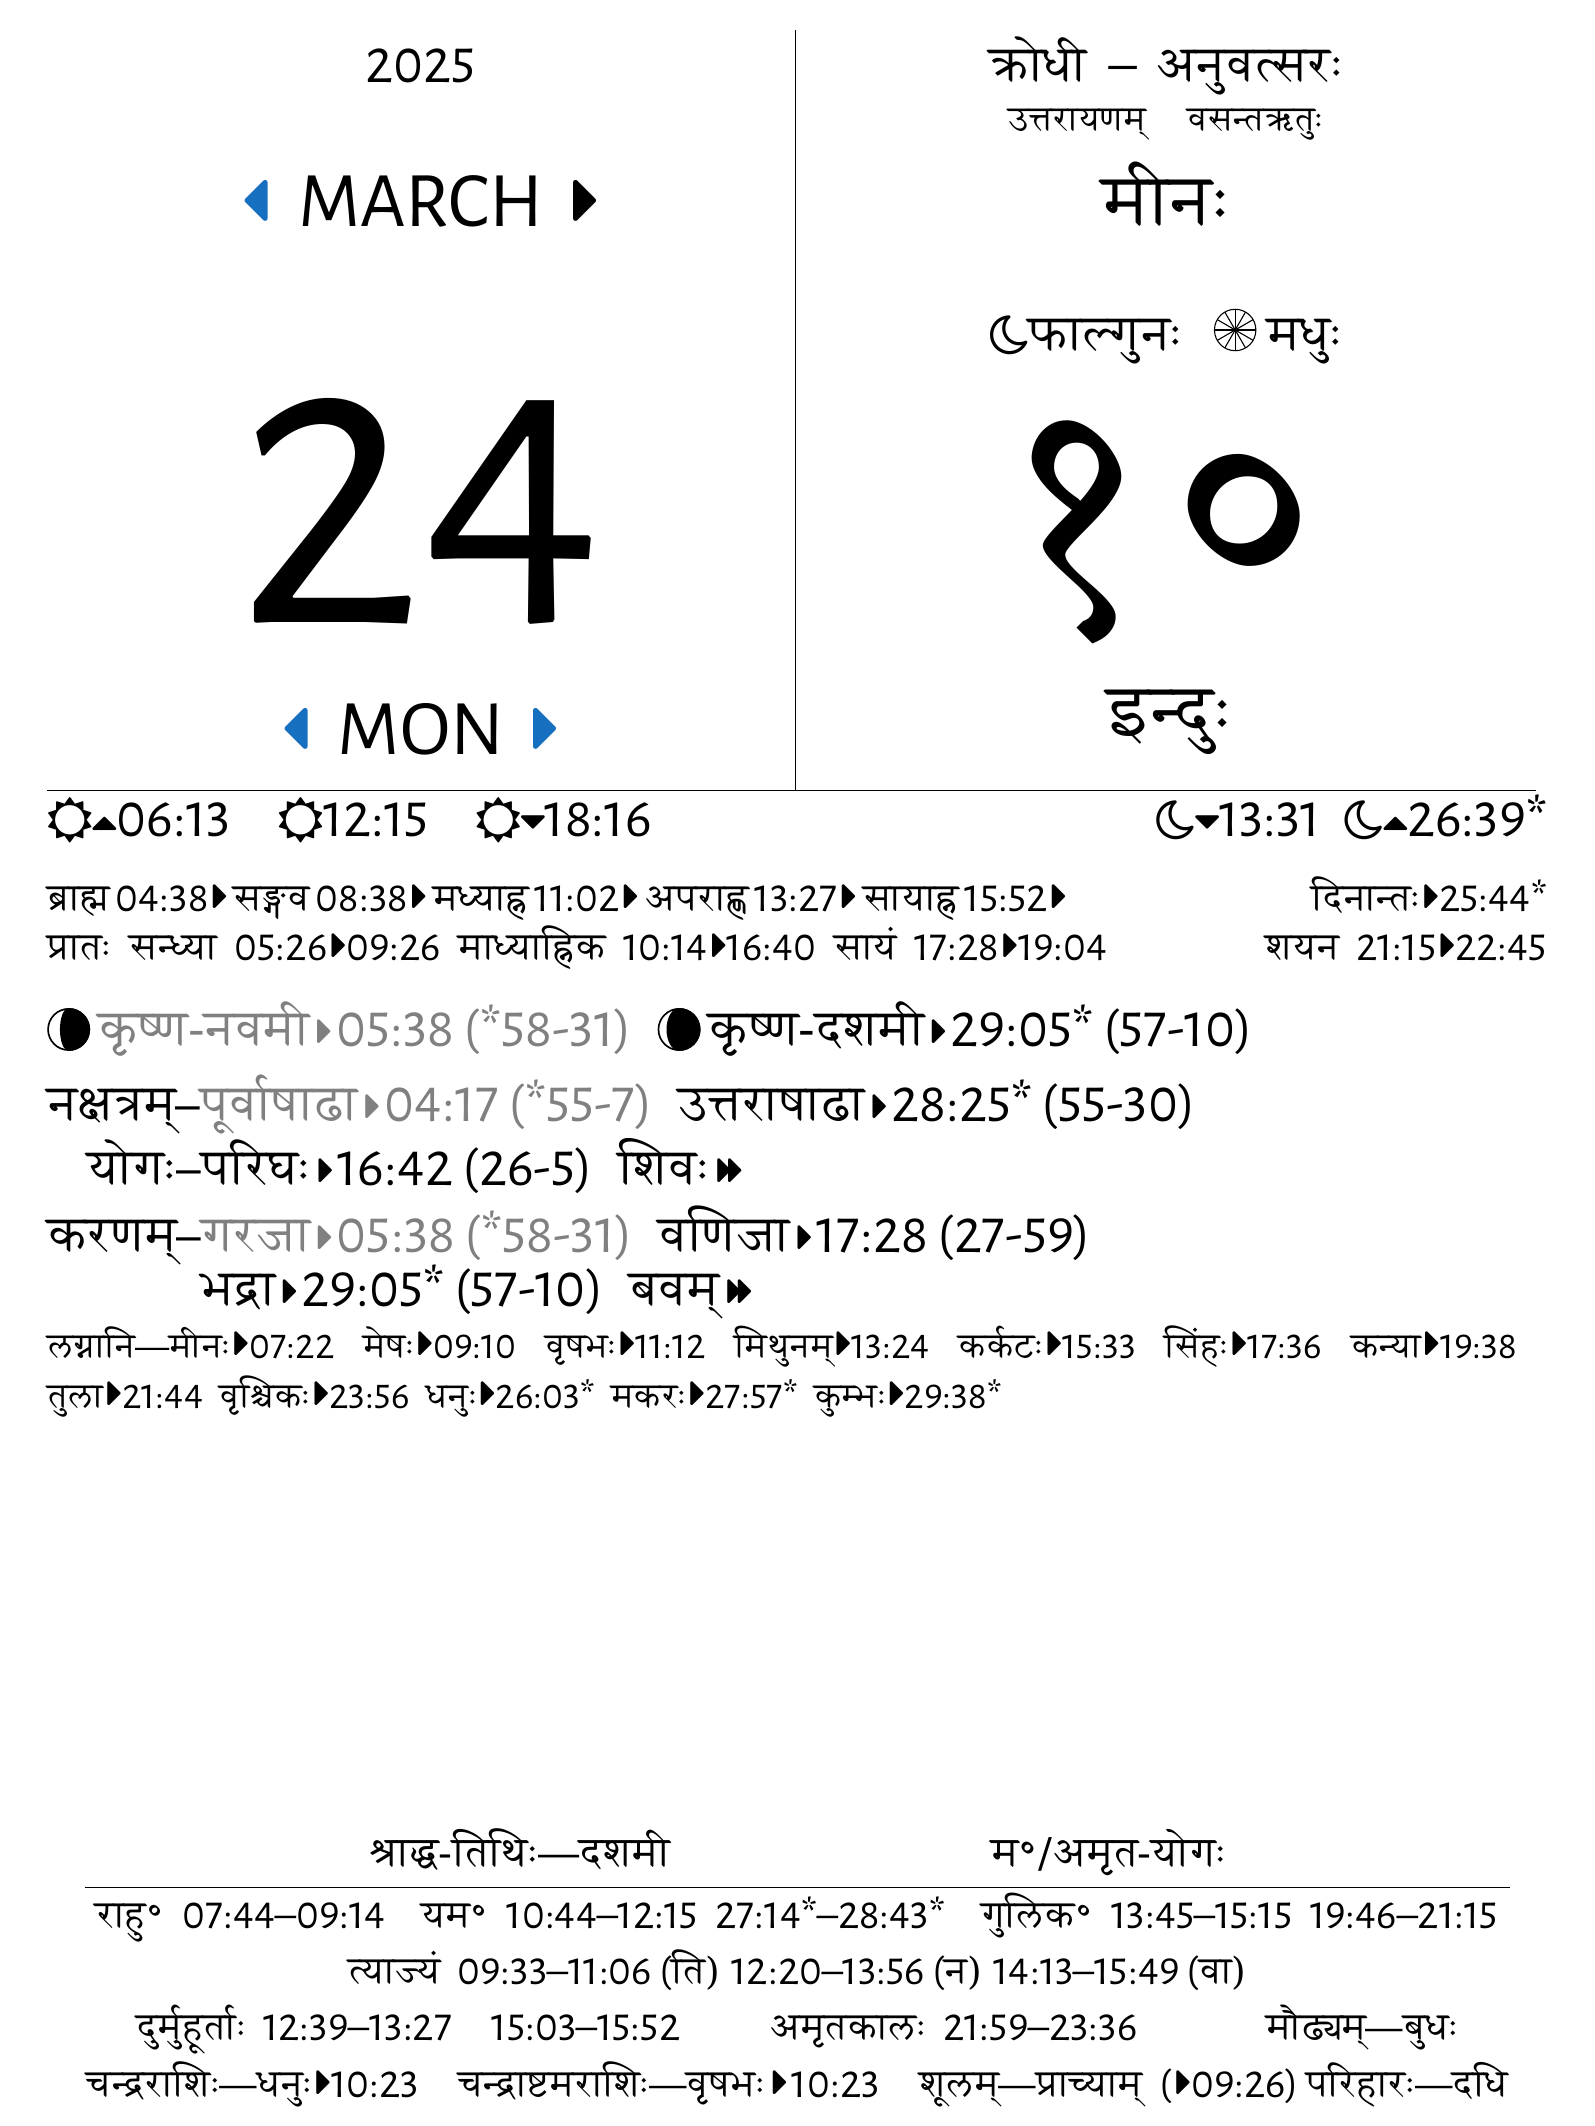 2025
MARCH
24
MON
क्रोधी – अनुवत्सरः
उत्तरायणम् वसन्तऋतुः
मीनः
फाल्गुनः मधुः
१०
इन्दुः
06:13 12:15 18:16 13:31 26:39*
ब्राह्म 04:38 सङ्गव 08:38 मध्याह्न 11:02 अपराह्ण 13:27 सायाह्न 15:52 दिनान्तः 25:44*
प्रातः सन्ध्या 05:26 09:26 माध्याह्निक 10:14 16:40 सायं 17:28 19:04 शयन 21:15 22:45
कृष्ण-नवमी 05:38 (*58-31) कृष्ण-दशमी 29:05* (57-10)
नक्षत्रम्–पूर्वाषाढा 04:17 (*55-7) उत्तराषाढा 28:25* (55-30)
योगः–परिघः 16:42 (26-5) शिवः
करणम्–गरजा 05:38 (*58-31) वणिजा 17:28 (27-59)
भद्रा 29:05* (57-10) बवम्
लग्नानि—मीनः 07:22 मेषः 09:10 वृषभः 11:12 मिथुनम् 13:24 कर्कटः 15:33 सिंहः 17:36 कन्या 19:38
तुला 21:44 वृश्चिकः 23:56 धनुः 26:03* मकरः 27:57* कुम्भः 29:38*
श्राद्ध-तिथिः—दशमी म॰/अमृत-योगः
राहु॰ 07:44–09:14 यम॰ 10:44–12:15 27:14*–28:43* गुलिक॰ 13:45–15:15 19:46–21:15
त्याज्यं 09:33–11:06 (ति) 12:20–13:56 (न) 14:13–15:49 (वा)
दुर्मुहूर्ताः 12:39–13:27 15:03–15:52 अमृतकालः 21:59–23:36 मौढ्यम्—बुधः
चन्द्रराशिः—धनुः 10:23 चन्द्राष्टमराशिः—वृषभः 10:23 शूलम्—प्राच्याम् (09:26) परिहारः—दधि